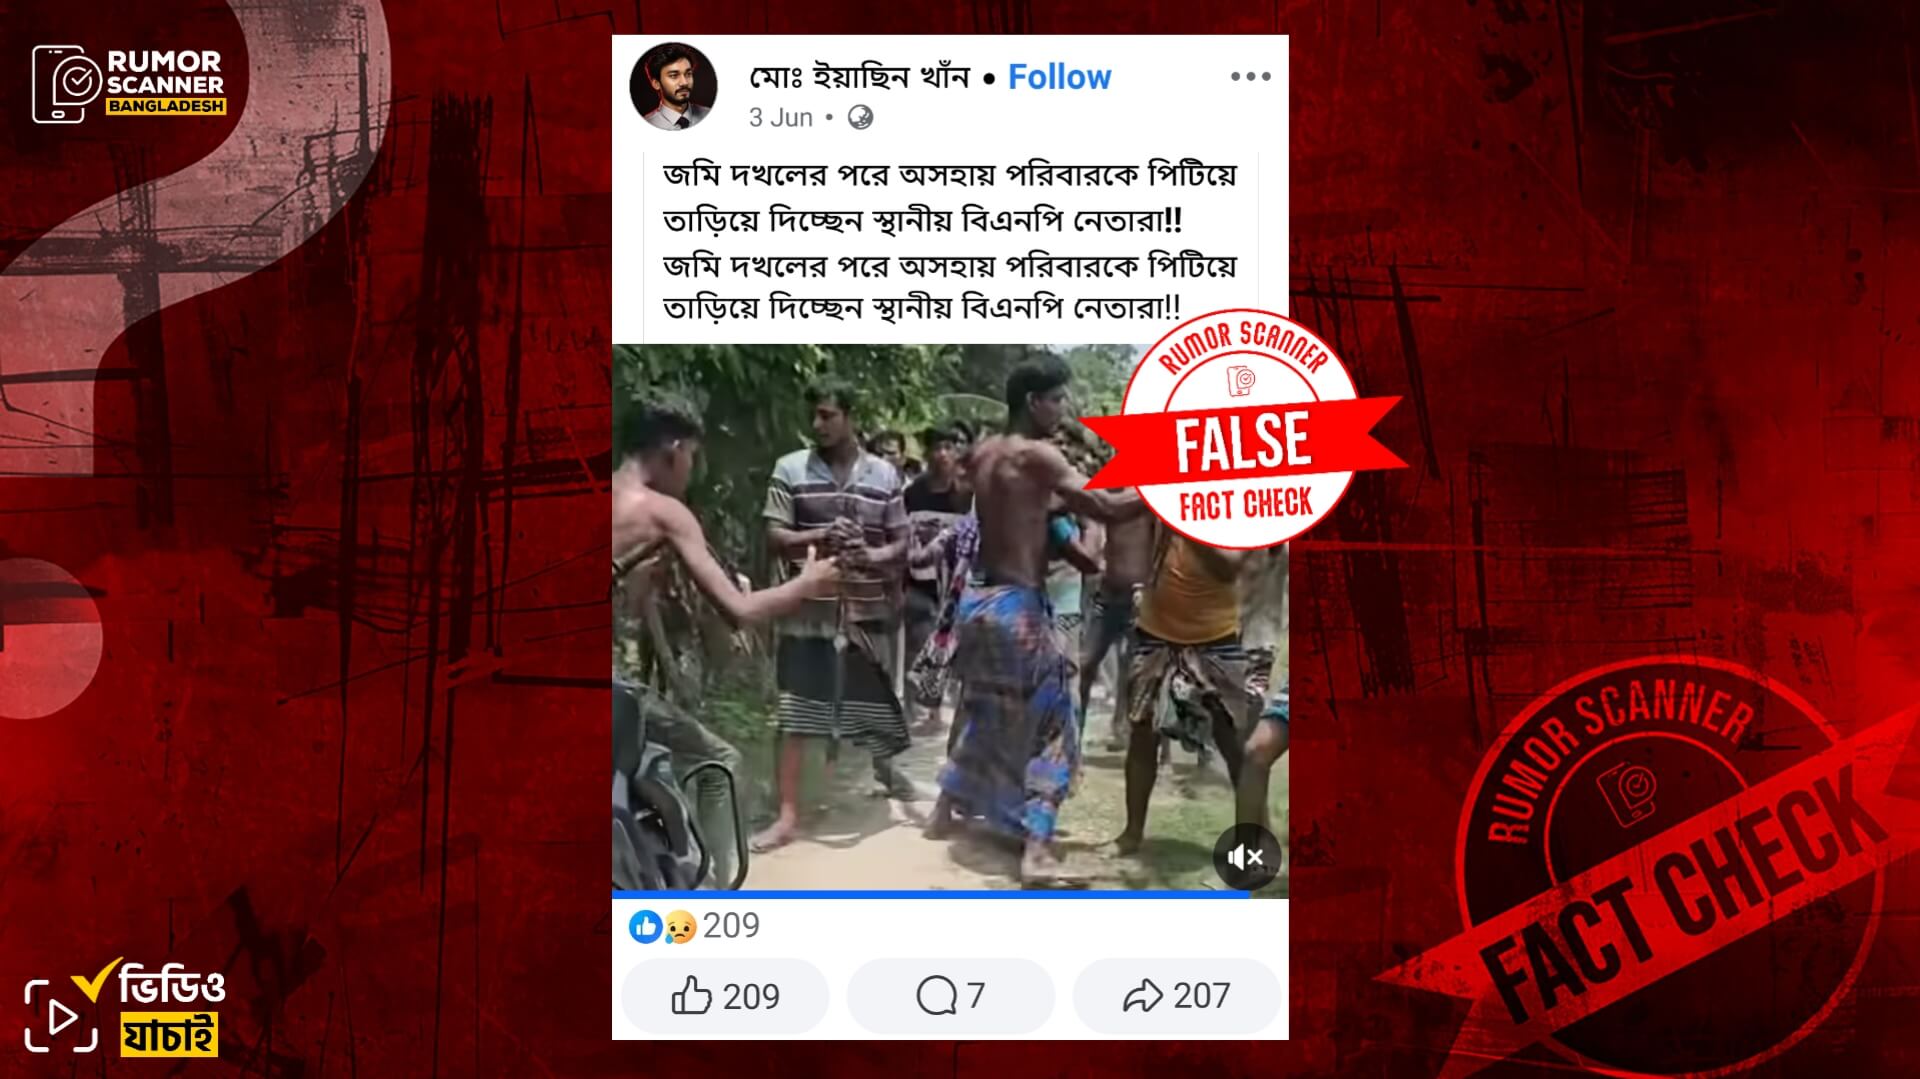 RUMOR
SCANNER
BANGLADESH
মোঃ ইয়াছিন খাঁন • Follow
3 Jun •
জমি দখলের পরে অসহায় পরিবারকে পিটিয়ে
তাড়িয়ে দিচ্ছেন স্থানীয় বিএনপি নেতারা!!
জমি দখলের পরে অসহায় পরিবারকে পিটিয়ে
তাড়িয়ে দিচ্ছেন স্থানীয় বিএনপি নেতারা!!
RUMOR SCANNER
FALSE
FACT CHECK
209
209
7
207
RUMOR SCANNER
FACT CHECK
ভিডিও
যাচাই